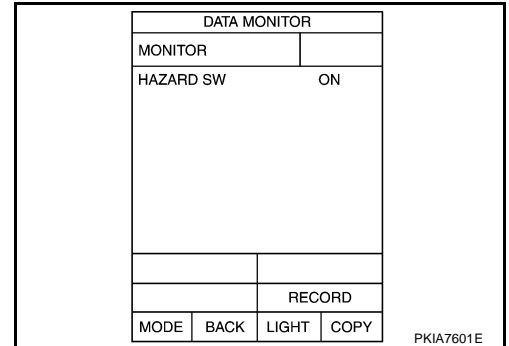 DATA MONITOR
MONITOR
HAZARD SW ON
RECORD
MODE BACK LIGHT COPY
PKIA7601E